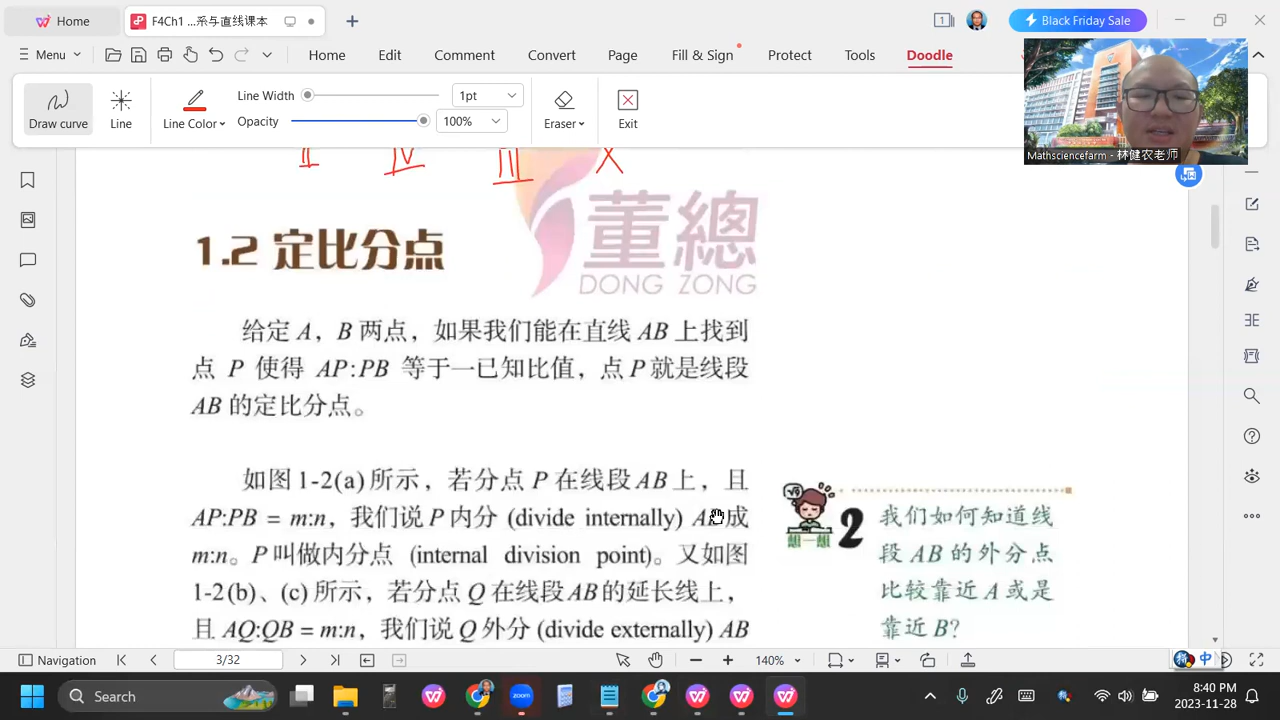 Home
F4Ch1 ...系与直线课本
Black Friday Sale
Menu
Home
Edit
Comment
Convert
Page
Fill & Sign
Tools
Protect
Doodle
Draw curve
Line
Line Color
Line Width
1pt
Opacity
100%
Eraser
Exit
Mathsciencefarm - 林健农老师
II IV III X
董總
DONG ZONG
1.2 定比分点
给定 A，B 两点，如果我们能在直线 AB 上找到
点 P 使得 AP:PB 等于一已知比值，点 P 就是线段
AB 的定比分点。
如图 1-2(a) 所示，若分点 P 在线段 AB 上，且
AP:PB = m:n，我们说 P 内分 (divide internally) AB 成
m:n。P 叫做内分点 (internal division point)。又如图
1-2(b)、(c) 所示，若分点 Q 在线段 AB 的延长线上，
且 AQ:QB = m:n，我们说 Q 外分 (divide externally) AB
想一想
2
我们如何知道线
段 AB 的外分点
比较靠近 A 或是
靠近 B？
Navigation
3/32
140%
中
Search
zoom
8:40 PM
2023-11-28